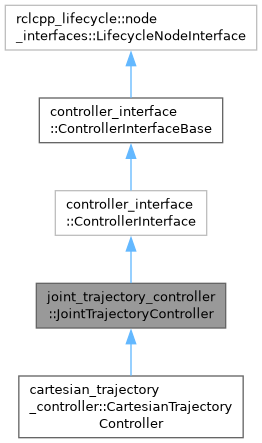 rclcpp_lifecycle::node
_interfaces::LifecycleNodeInterface
controller_interface
::ControllerInterfaceBase
controller_interface
::ControllerInterface
joint_trajectory_controller
::JointTrajectoryController
cartesian_trajectory
_controller::CartesianTrajectory
Controller